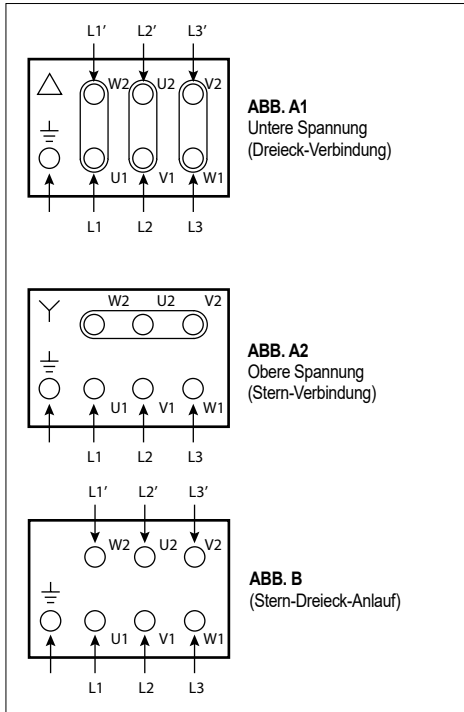 L1' L2' L3'
W2 U2 V2
U1 V1 W1
L1 L2 L3
ABB. A1
Untere Spannung
(Dreieck-Verbindung)
W2 U2 V2
U1 V1 W1
L1 L2 L3
ABB. A2
Obere Spannung
(Stern-Verbindung)
L1' L2' L3'
W2 U2 V2
U1 V1 W1
L1 L2 L3
ABB. B
(Stern-Dreieck-Anlauf)